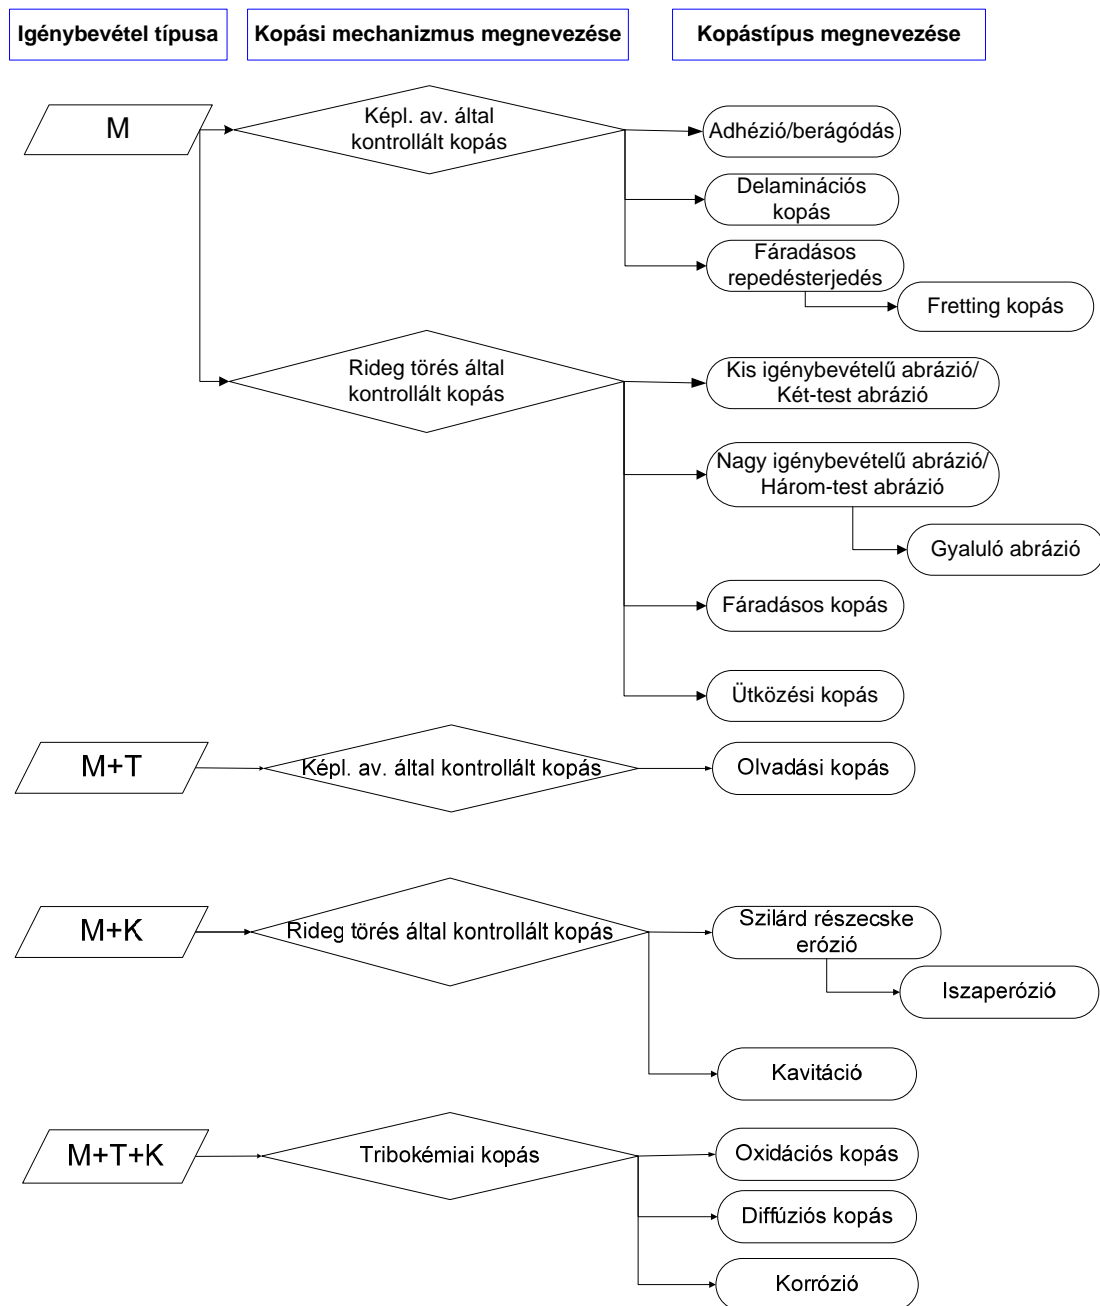 Igénybevétel típusa
Kopási mechanizmus megnevezése
Kopástípus megnevezése
M
Képl. av. által
kontrollált kopás
Adhézió/berágódás
Delaminációs
kopás
Fáradásos
repedésterjedés
Fretting kopás
Rideg törés által
kontrollált kopás
Kis igénybevételű abrázió/
Két-test abrázió
Nagy igénybevételű abrázió/
Három-test abrázió
Gyaluló abrázió
Fáradásos kopás
Ütközési kopás
M+T
Képl. av. által kontrollált kopás
Olvadási kopás
M+K
Rideg törés által kontrollált kopás
Szilárd részecske
erózió
Iszaperózió
Kavitáció
M+T+K
Tribokémiai kopás
Oxidációs kopás
Diffúziós kopás
Korrózió